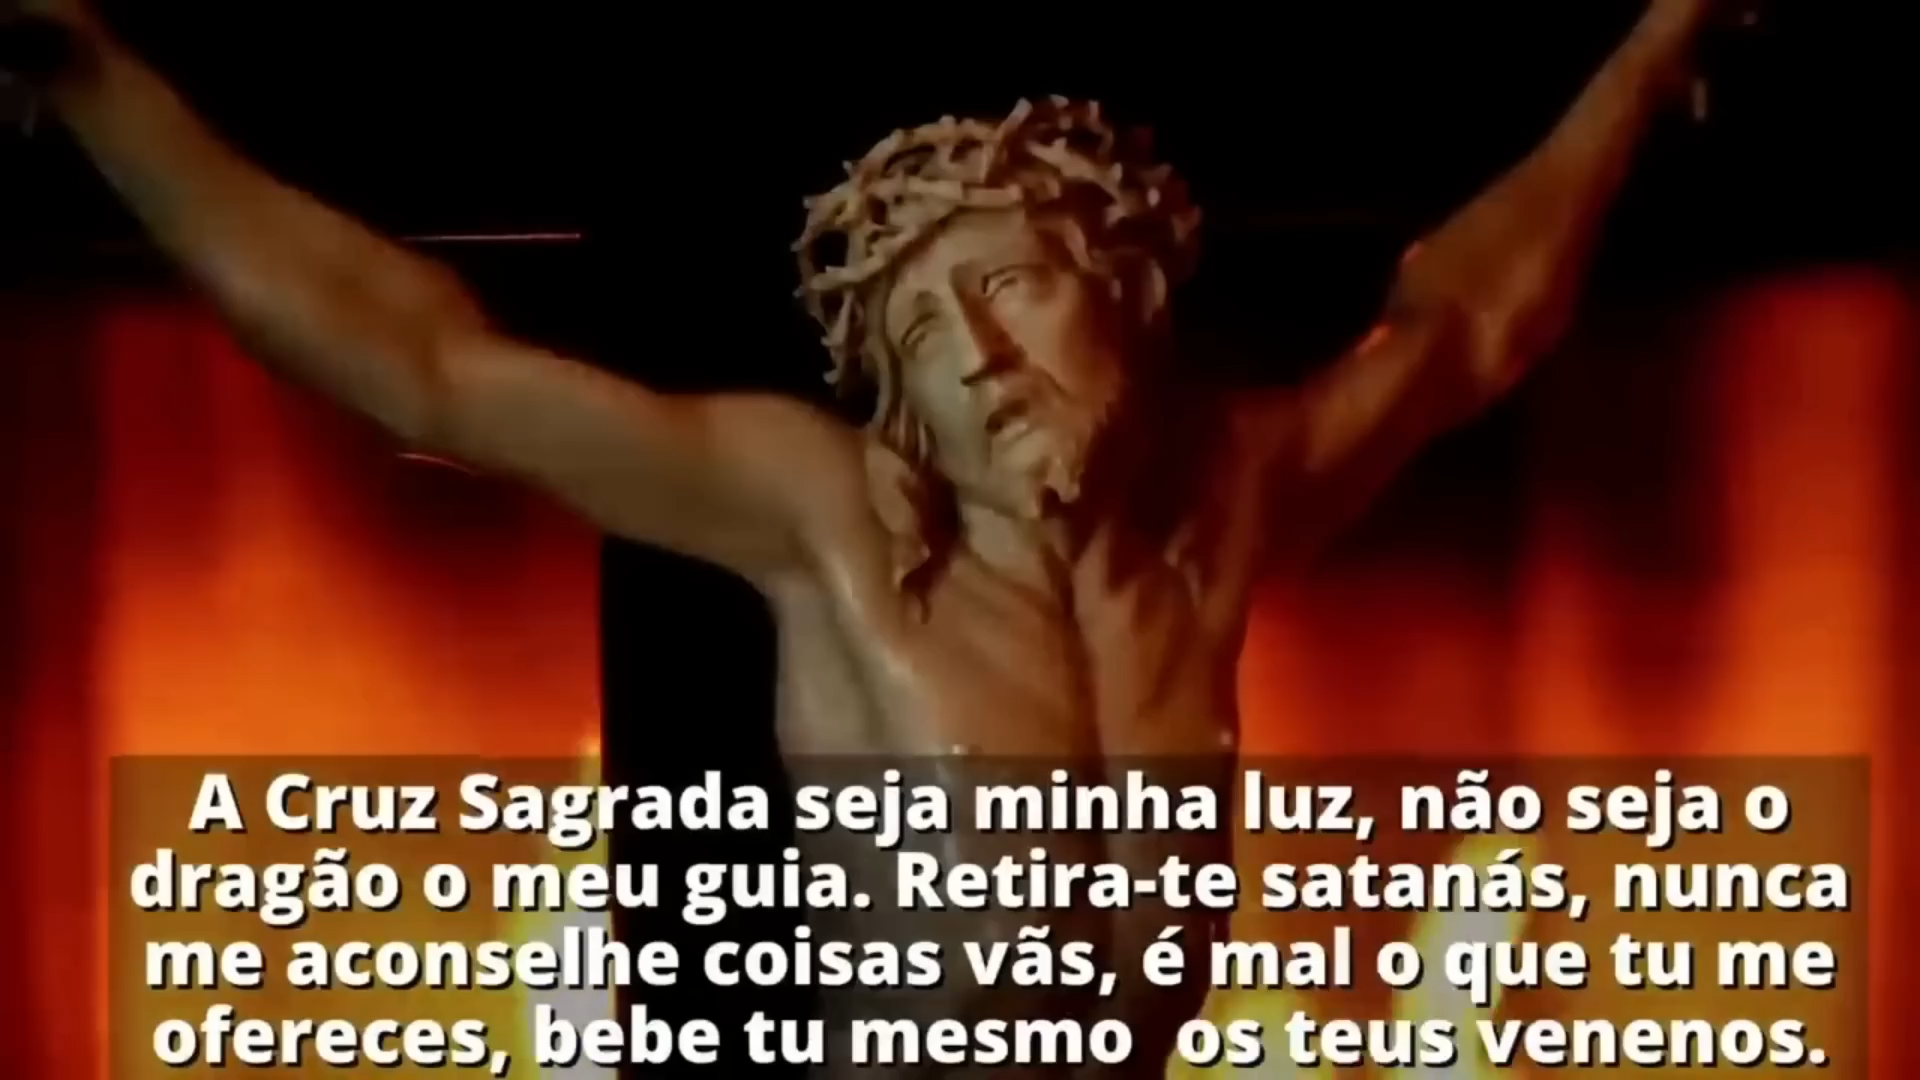 A Cruz Sagrada seja minha luz, não seja o
dragão o meu guia. Retira-te satanás, nunca
me aconselhe coisas vãs, é mal o que tu me
ofereces, bebe tu mesmo  os teus venenos.